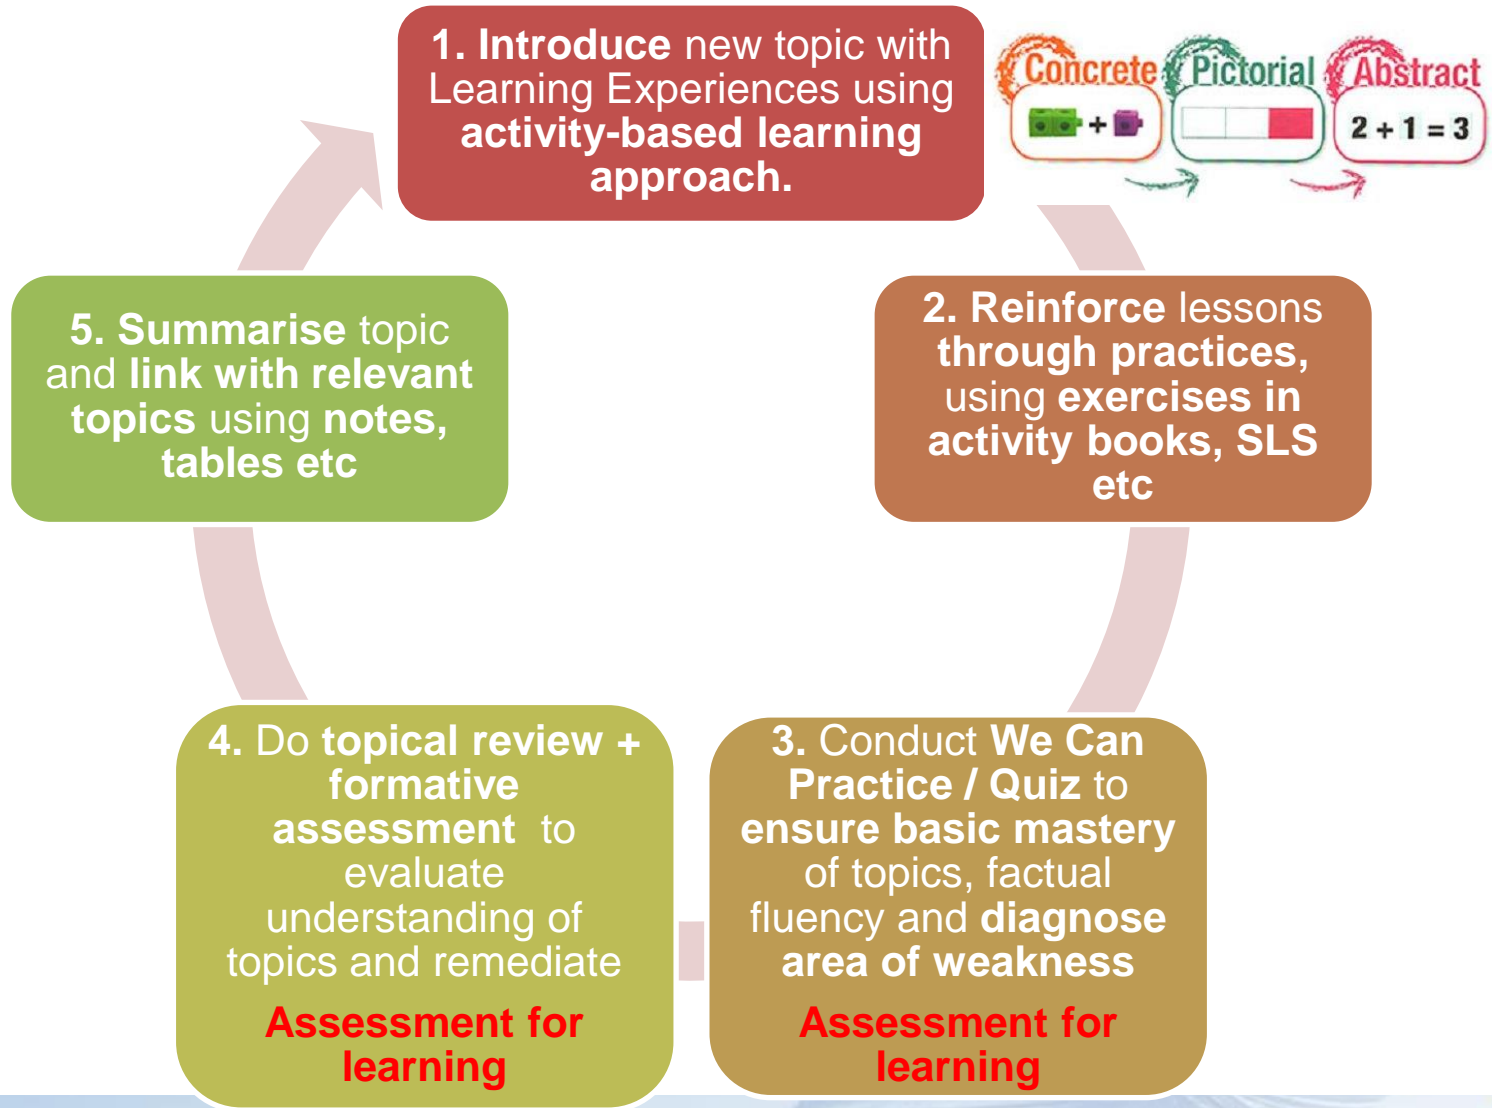 1. Introduce new topic with
Learning Experiences using
activity-based learning
approach.
Concrete
Pictorial
Abstract
+
2 + 1 = 3
2. Reinforce lessons
through practices,
using exercises in
activity books, SLS
etc
3. Conduct We Can
Practice / Quiz to
ensure basic mastery
of topics, factual
fluency and diagnose
area of weakness
Assessment for
learning
4. Do topical review +
formative
assessment to
evaluate
understanding of
topics and remediate
Assessment for
learning
5. Summarise topic
and link with relevant
topics using notes,
tables etc